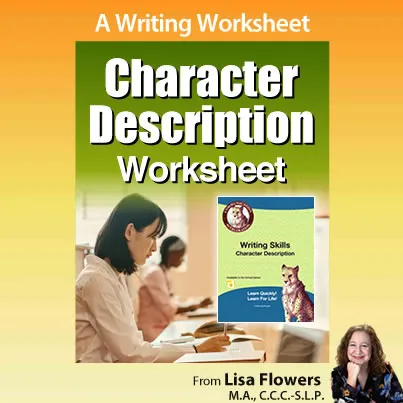 A Writing Worksheet
Character
Description
Worksheet
Writing Skills
Character Description
Learn Quickly!
Learn For Life!
From Lisa Flowers
M.A., C.C.C.-S.L.P.